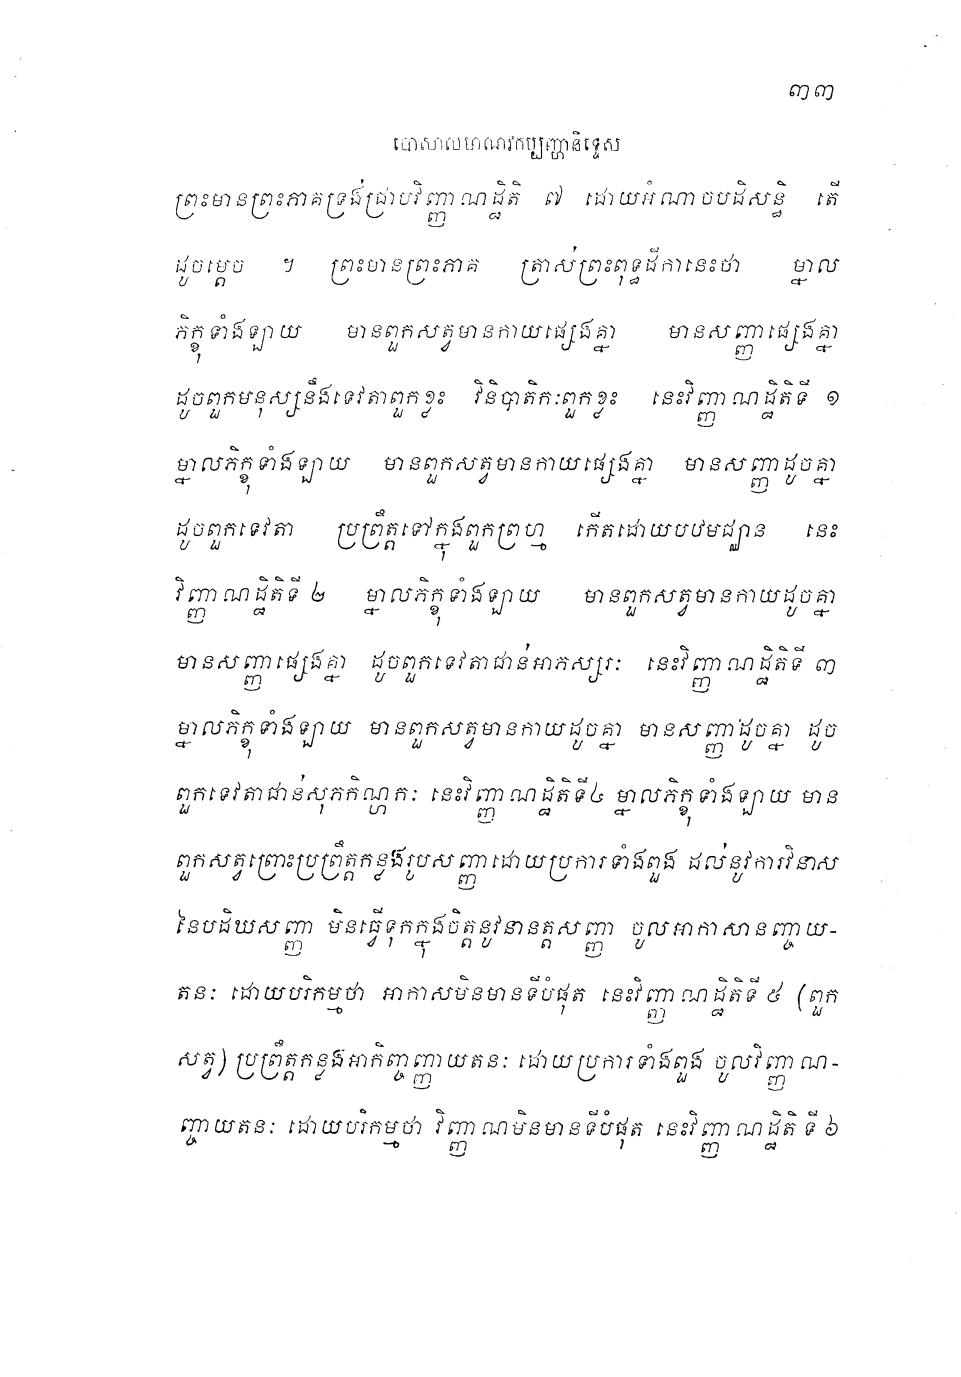 ៣៣
បោសាលមាណវកប្បញ្ហានិទ្ទេស
ព្រះមានព្រះភាគទ្រង់ជ្រាបវិញ្ញាណដ្ឋិតិ ៧ ដោយអំណាចបដិសន្ធិ តើ
ដូចម្តេច ។ ព្រះមានព្រះភាគ ត្រាស់ព្រះពុទ្ធដីកានេះថា ម្នាល
ភិក្ខុទាំងឡាយ មានពួកសត្វមានកាយផ្សេងគ្នា មានសញ្ញាផ្សេងគ្នា
ដូចពួកមនុស្សនឹងទេវតាពួកខ្លះ វិនិបាតិកៈពួកខ្លះ នេះវិញ្ញាណដ្ឋិតិទី ១
ម្នាលភិក្ខុទាំងឡាយ មានពួកសត្វមានកាយផ្សេងគ្នា មានសញ្ញាដូចគ្នា
ដូចពួកទេវតា ប្រព្រឹត្តទៅក្នុងពួកព្រហ្ម កើតដោយបឋមជ្ឈាន នេះ
វិញ្ញាណដ្ឋិតិទី ២ ម្នាលភិក្ខុទាំងឡាយ មានពួកសត្វមានកាយដូចគ្នា
មានសញ្ញាផ្សេងគ្នា ដូចពួកទេវតាជាន់អាភស្សរៈ នេះវិញ្ញាណដ្ឋិតិទី ៣
ម្នាលភិក្ខុទាំងឡាយ មានពួកសត្វមានកាយដូចគ្នា មានសញ្ញាដូចគ្នា ដូច
ពួកទេវតាជាន់សុភកិណ្ហកៈ នេះវិញ្ញាណដ្ឋិតិទី៤ ម្នាលភិក្ខុទាំងឡាយ មាន
ពួកសត្វព្រោះប្រព្រឹត្តកន្លងរូបសញ្ញាដោយប្រការទាំងពួង ដល់នូវការវិនាស
នៃបដិឃសញ្ញា មិនធ្វើទុកក្នុងចិត្តនូវនានត្តសញ្ញា ចូលអាកាសានញ្ចាយ-
តនៈ ដោយបរិកម្មថា អាកាសមិនមានទីបំផុត នេះវិញ្ញាណដ្ឋិតិទី ៥ (ពួក
សត្វ) ប្រព្រឹត្តកន្លងអាកិញ្ចញ្ញាយតនៈ ដោយប្រការទាំងពួង ចូលវិញ្ញាណ-
ញ្ចាយតនៈ ដោយបរិកម្មថា វិញ្ញាណមិនមានទីបំផុត នេះវិញ្ញាណដ្ឋិតិ ទី ៦